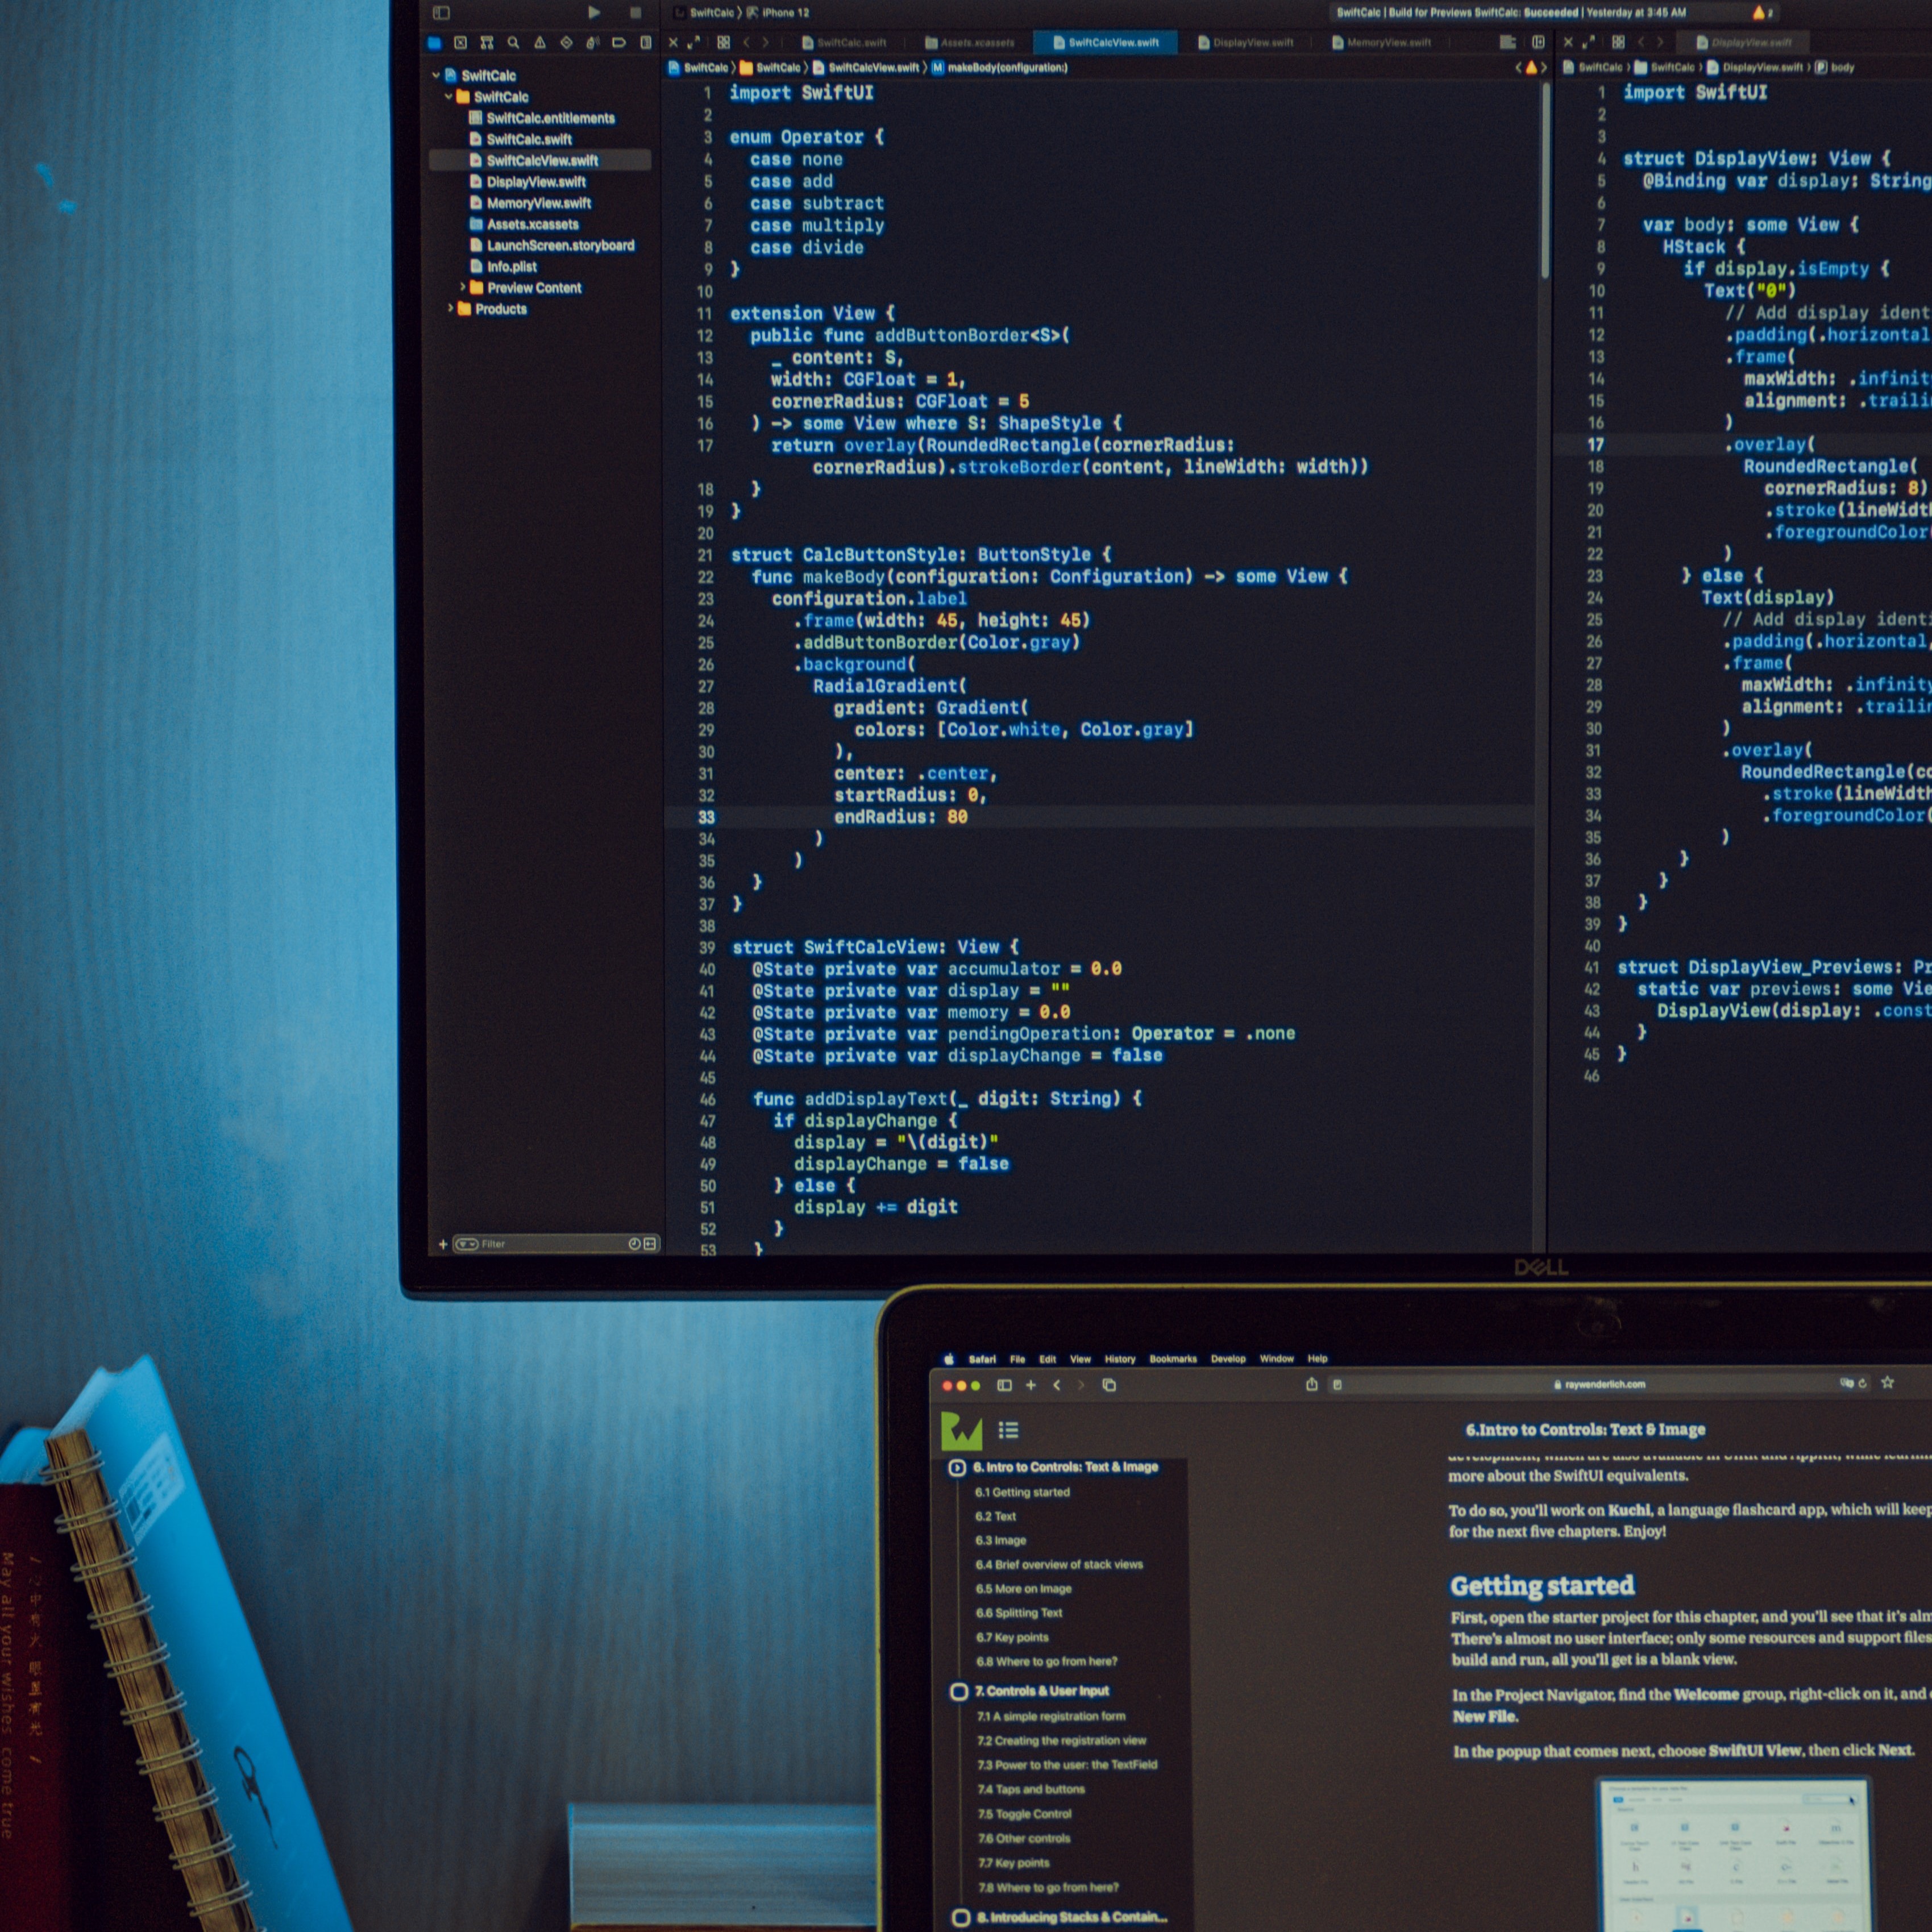 SwiftCalc
iPhone 12
SwiftCalc | Build for Previews SwiftCalc: Succeeded | Yesterday at 3:45 AM
2
SwiftCalc.swift
Assets.xcassets
SwiftCalcView.swift
DisplayView.swift
MemoryView.swift
DisplayView.swift
SwiftCalc
SwiftCalc
SwiftCalcView.swift
M makeBody(configuration:)
SwiftCalc
SwiftCalc
DisplayView.swift
P body
SwiftCalc
SwiftCalc
SwiftCalc.entitlements
SwiftCalc.swift
SwiftCalcView.swift
DisplayView.swift
MemoryView.swift
Assets.xcassets
LaunchScreen.storyboard
Info.plist
Preview Content
Products
Filter
1 import SwiftUI
2
3 enum Operator {
4 case none
5 case add
6 case subtract
7 case multiply
8 case divide
9 }
10
11 extension View {
12 public func addButtonBorder<S>(
13 _ content: S,
14 width: CGFloat = 1,
15 cornerRadius: CGFloat = 5
16 ) -> some View where S: ShapeStyle {
17 return overlay(RoundedRectangle(cornerRadius:
cornerRadius).strokeBorder(content, lineWidth: width))
18 }
19 }
20
21 struct CalcButtonStyle: ButtonStyle {
22 func makeBody(configuration: Configuration) -> some View {
23 configuration.label
24 .frame(width: 45, height: 45)
25 .addButtonBorder(Color.gray)
26 .background(
27 RadialGradient(
28 gradient: Gradient(
29 colors: [Color.white, Color.gray]
30 ),
31 center: .center,
32 startRadius: 0,
33 endRadius: 80
34 )
35 )
36 }
37 }
38
39 struct SwiftCalcView: View {
40 @State private var accumulator = 0.0
41 @State private var display = ""
42 @State private var memory = 0.0
43 @State private var pendingOperation: Operator = .none
44 @State private var displayChange = false
45
46 func addDisplayText(_ digit: String) {
47 if displayChange {
48 display = "\(digit)"
49 displayChange = false
50 } else {
51 display += digit
52 }
53 }
1 import SwiftUI
2
3
4 struct DisplayView: View {
5 @Binding var display: String
6
7 var body: some View {
8 HStack {
9 if display.isEmpty {
10 Text("0")
11 // Add display ident
12 .padding(.horizontal
13 .frame(
14 maxWidth: .infinit
15 alignment: .traili
16 )
17 .overlay(
18 RoundedRectangle(
19 cornerRadius: 8)
20 .stroke(lineWidt
21 .foregroundColor
22 )
23 } else {
24 Text(display)
25 // Add display identi
26 .padding(.horizontal,
27 .frame(
28 maxWidth: .infinity
29 alignment: .trailin
30 )
31 .overlay(
32 RoundedRectangle(co
33 .stroke(lineWidth
34 .foregroundColor(
35 )
36 }
37 }
38 }
39 }
40
41 struct DisplayView_Previews: Pr
42 static var previews: some Vie
43 DisplayView(display: .const
44 }
45 }
46
DELL
Safari File Edit View History Bookmarks Develop Window Help
raywenderlich.com
6.Intro to Controls: Text & Image
6. Intro to Controls: Text & Image
6.1 Getting started
6.2 Text
6.3 Image
6.4 Brief overview of stack views
6.5 More on Image
6.6 Splitting Text
6.7 Key points
6.8 Where to go from here?
7. Controls & User Input
7.1 A simple registration form
7.2 Creating the registration view
7.3 Power to the user: the TextField
7.4 Taps and buttons
7.5 Toggle Control
7.6 Other controls
7.7 Key points
7.8 Where to go from here?
8. Introducing Stacks & Contain...
more about the SwiftUI equivalents.
To do so, you'll work on Kuchi, a language flashcard app, which will keep
for the next five chapters. Enjoy!
Getting started
First, open the starter project for this chapter, and you'll see that it's alm
There's almost no user interface; only some resources and support files
build and run, all you'll get is a blank view.
In the Project Navigator, find the Welcome group, right-click on it, and
New File.
In the popup that comes next, choose SwiftUI View, then click Next.
May all your wishes come true